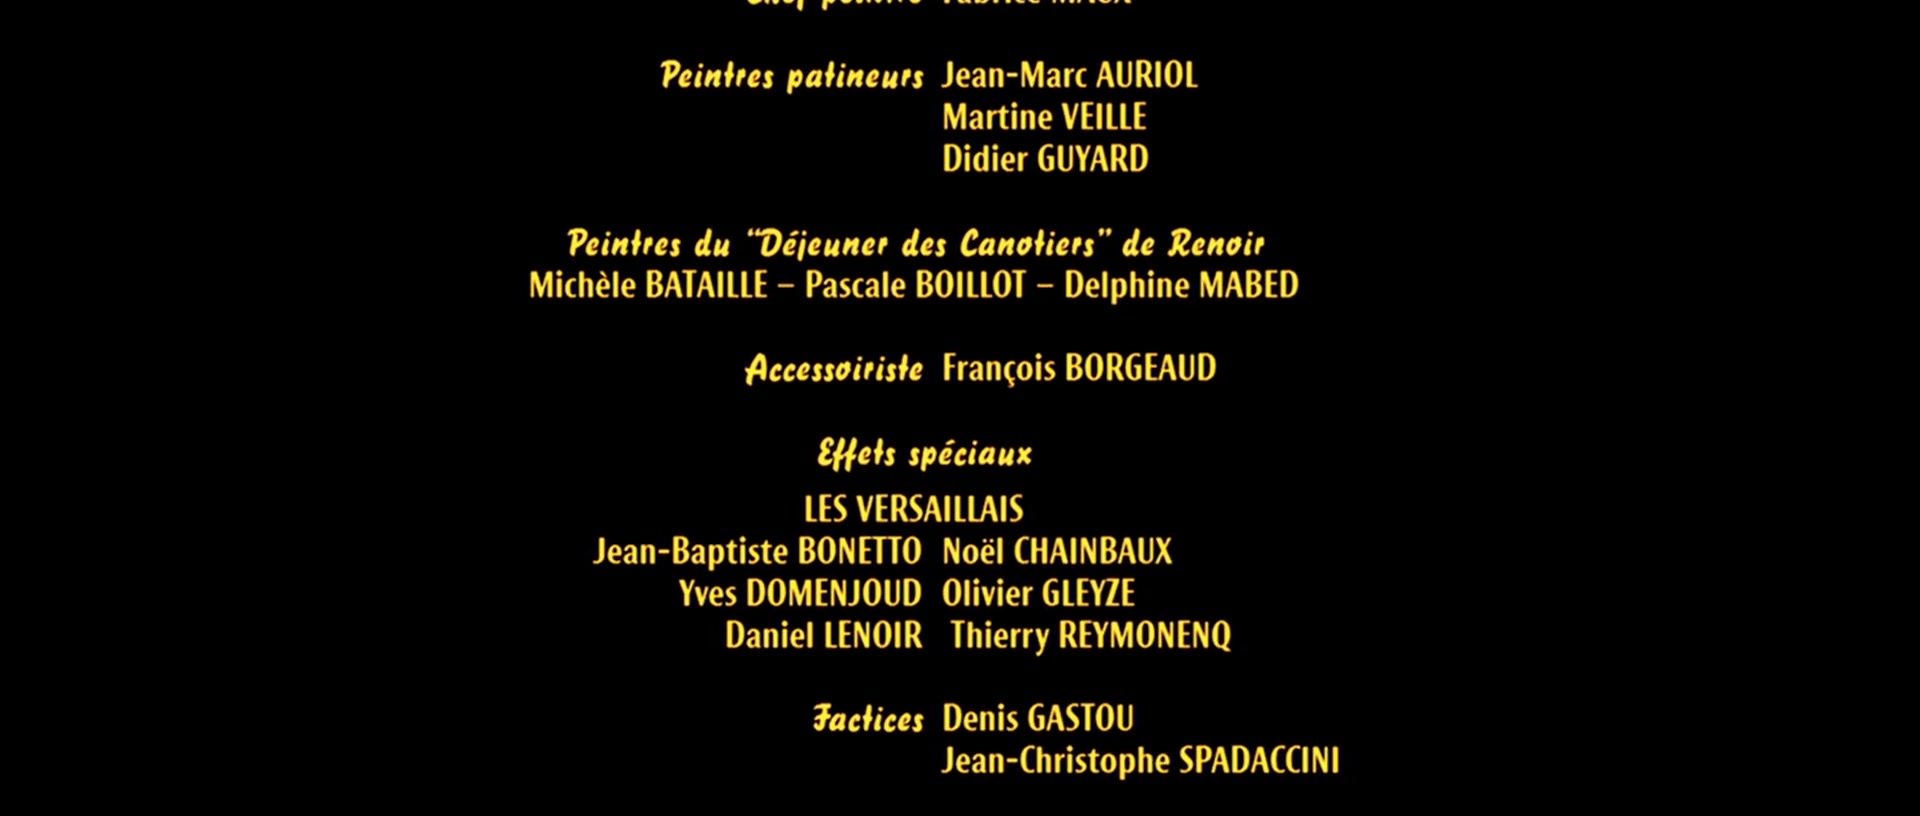 Peintres patineurs Jean-Marc AURIOL
Martine VEILLE
Didier GUYARD
Peintres du “Déjeuner des Canotiers” de Renoir
Michèle BATAILLE – Pascale BOILLOT – Delphine MABED
Accessoiriste François BORGEAUD
Effets spéciaux
LES VERSAILLAIS
Jean-Baptiste BONETTO Noël CHAINBAUX
Yves DOMENJOUD Olivier GLEYZE
Daniel LENOIR Thierry REYMONENQ
Factices Denis GASTOU
Jean-Christophe SPADACCINI